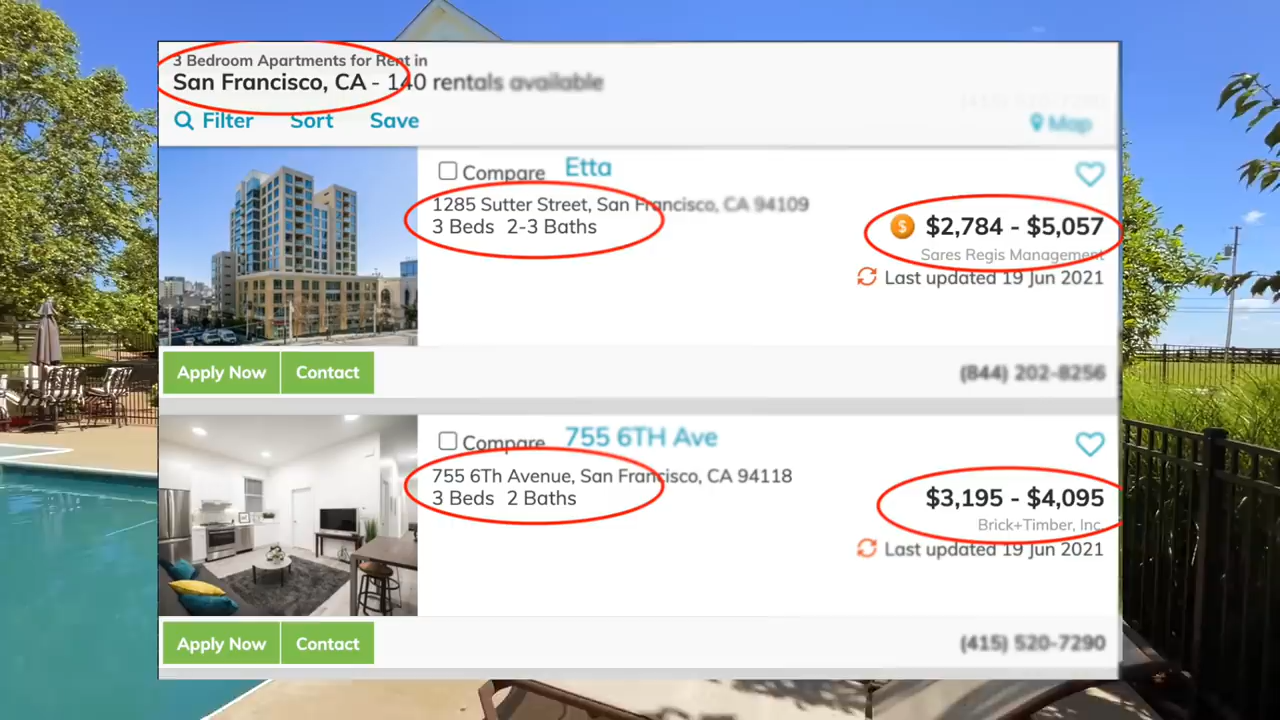 3 Bedroom Apartments for Rent in
San Francisco, CA - 140 rentals available
Filter Sort Save
Map
Compare Etta
1285 Sutter Street, San Francisco, CA 94109
3 Beds 2-3 Baths
$ $2,784 - $5,057
Sares Regis Management
Last updated 19 Jun 2021
Apply Now Contact
(844) 202-8256
Compare 755 6TH Ave
755 6Th Avenue, San Francisco, CA 94118
3 Beds 2 Baths
$3,195 - $4,095
Brick+Timber, Inc.
Last updated 19 Jun 2021
Apply Now Contact
(415) 520-7290